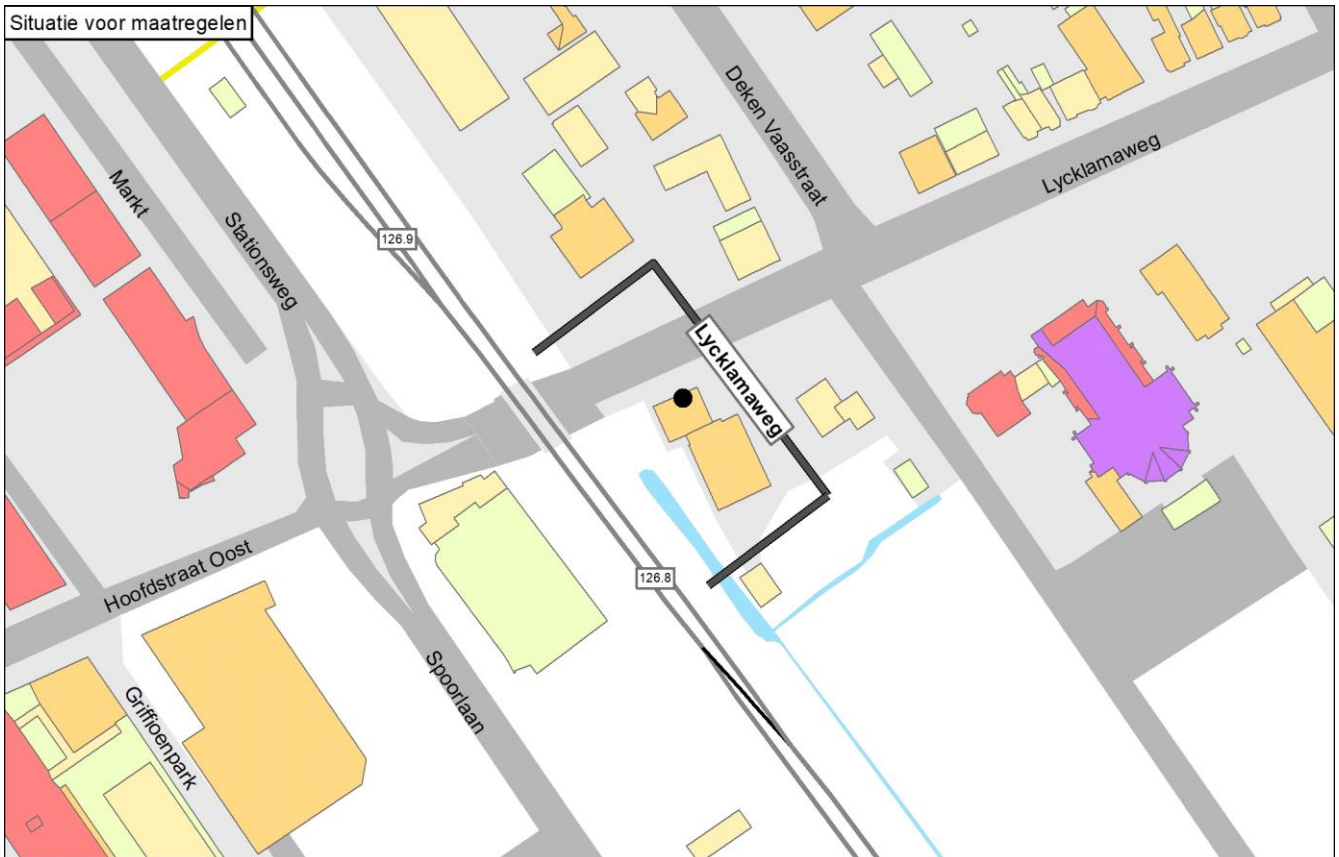 Situatie voor maatregelen
Deken Vaasstraat
Lycklamaweg
Markt
Stationsweg
126.9
Lycklamaweg
Hoofdstraat Oost
126.8
Spoorlaan
Griffioenpark